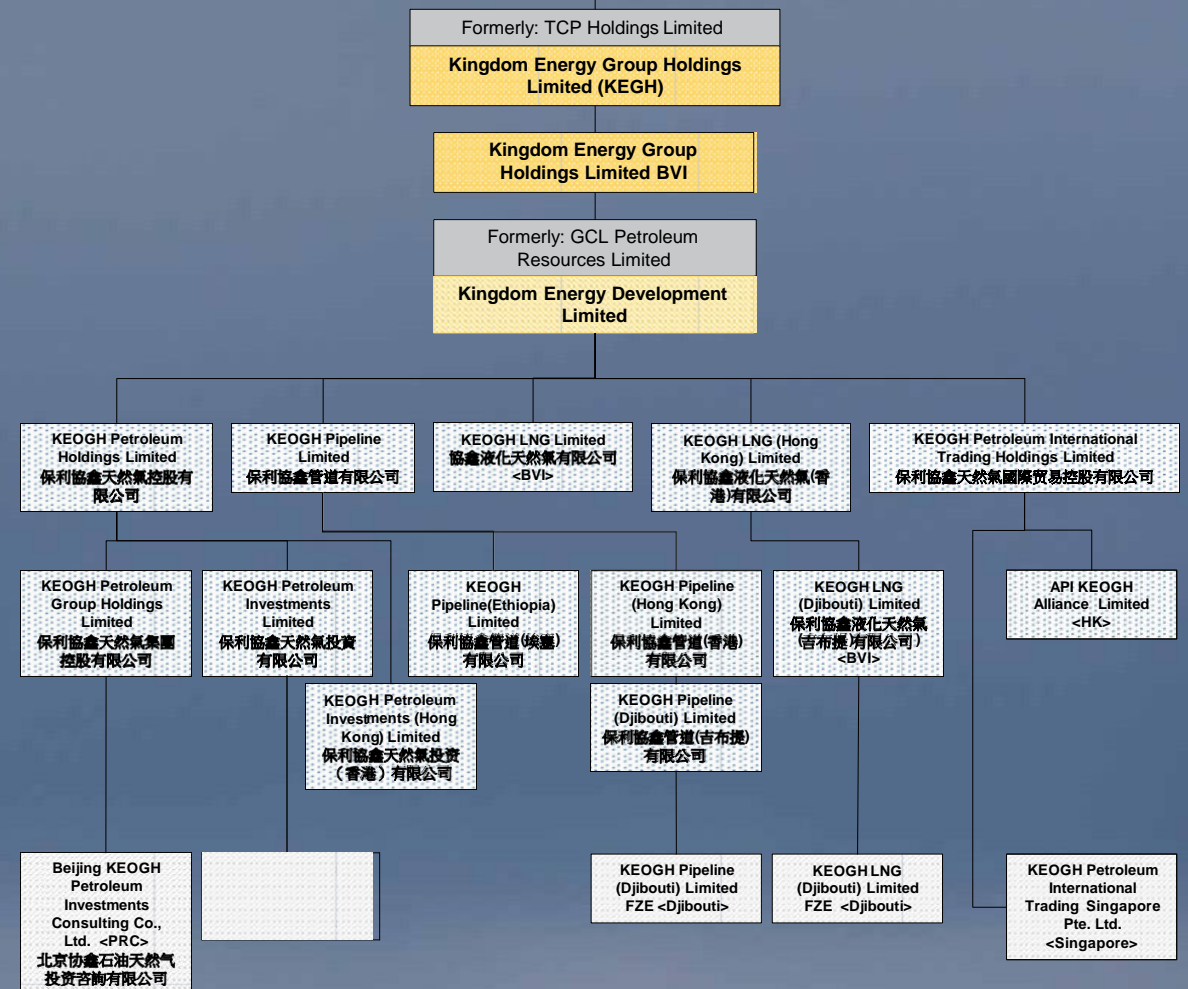 Formerly: TCP Holdings Limited
Kingdom Energy Group Holdings
Limited (KEGH)
Kingdom Energy Group
Holdings Limited BVI
Formerly: GCL Petroleum
Resources Limited
Kingdom Energy Development
Limited
KEOGH Petroleum
Holdings Limited
保利協鑫天然氣控股有
限公司
KEOGH Pipeline
Limited
保利協鑫管道有限公司
KEOGH LNG Limited
協鑫液化天然氣有限公司
<BVI>
KEOGH LNG (Hong
Kong) Limited
保利協鑫液化天然氣(香
港)有限公司
KEOGH Petroleum International
Trading Holdings Limited
保利協鑫天然氣國際贸易控股有限公司
KEOGH Petroleum
Group Holdings
Limited
保利協鑫天然氣集團
控股有限公司
KEOGH Petroleum
Investments
Limited
保利協鑫天然氣投資
有限公司
KEOGH
Pipeline(Ethiopia)
Limited
保利協鑫管道(埃塞)
有限公司
KEOGH Pipeline
(Hong Kong)
Limited
保利協鑫管道(香港)
有限公司
KEOGH LNG
(Djibouti) Limited
保利協鑫液化天然氣
(吉布提)有限公司)
<BVI>
API KEOGH
Alliance Limited
<HK>
KEOGH Petroleum
Investments (Hong
Kong) Limited
保利協鑫天然氣投资
（香港）有限公司
KEOGH Pipeline
(Djibouti) Limited
保利協鑫管道(吉布提)
有限公司
Beijing KEOGH
Petroleum
Investments
Consulting Co.,
Ltd. <PRC>
北京协鑫石油天然气
投资咨詢有限公司
KEOGH Pipeline
(Djibouti) Limited
FZE <Djibouti>
KEOGH LNG
(Djibouti) Limited
FZE <Djibouti>
KEOGH Petroleum
International
Trading Singapore
Pte. Ltd.
<Singapore>